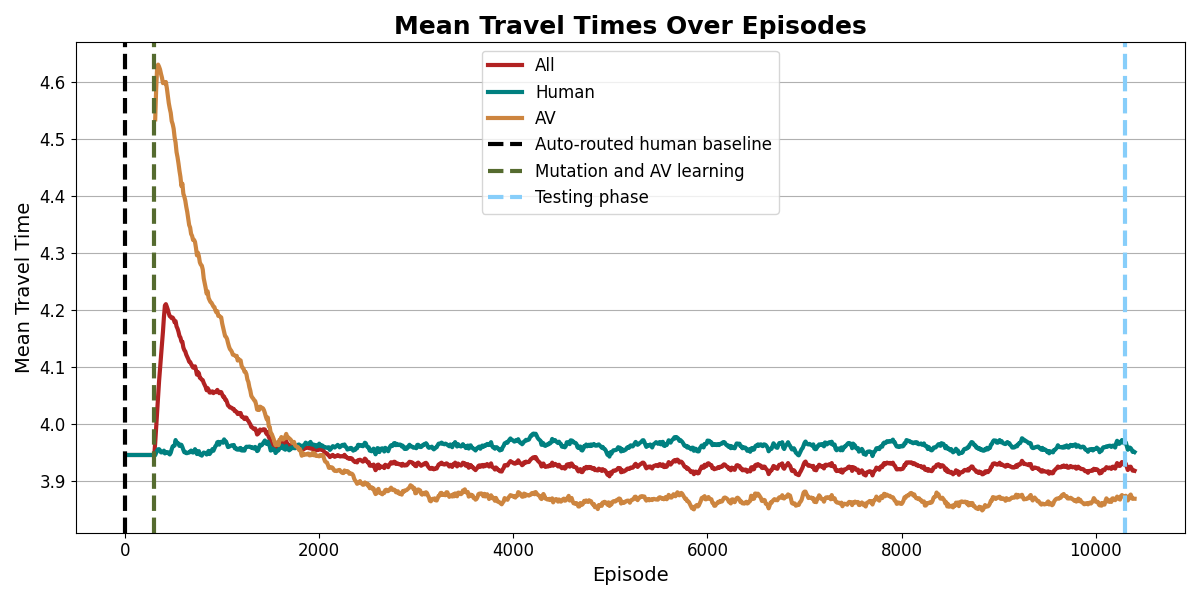 Mean Travel Times Over Episodes
All
Human
AV
Auto-routed human baseline
Mutation and AV learning
Testing phase
Mean Travel Time
4.6
4.5
4.4
4.3
4.2
4.1
4.0
3.9
0
2000
4000
6000
8000
10000
Episode